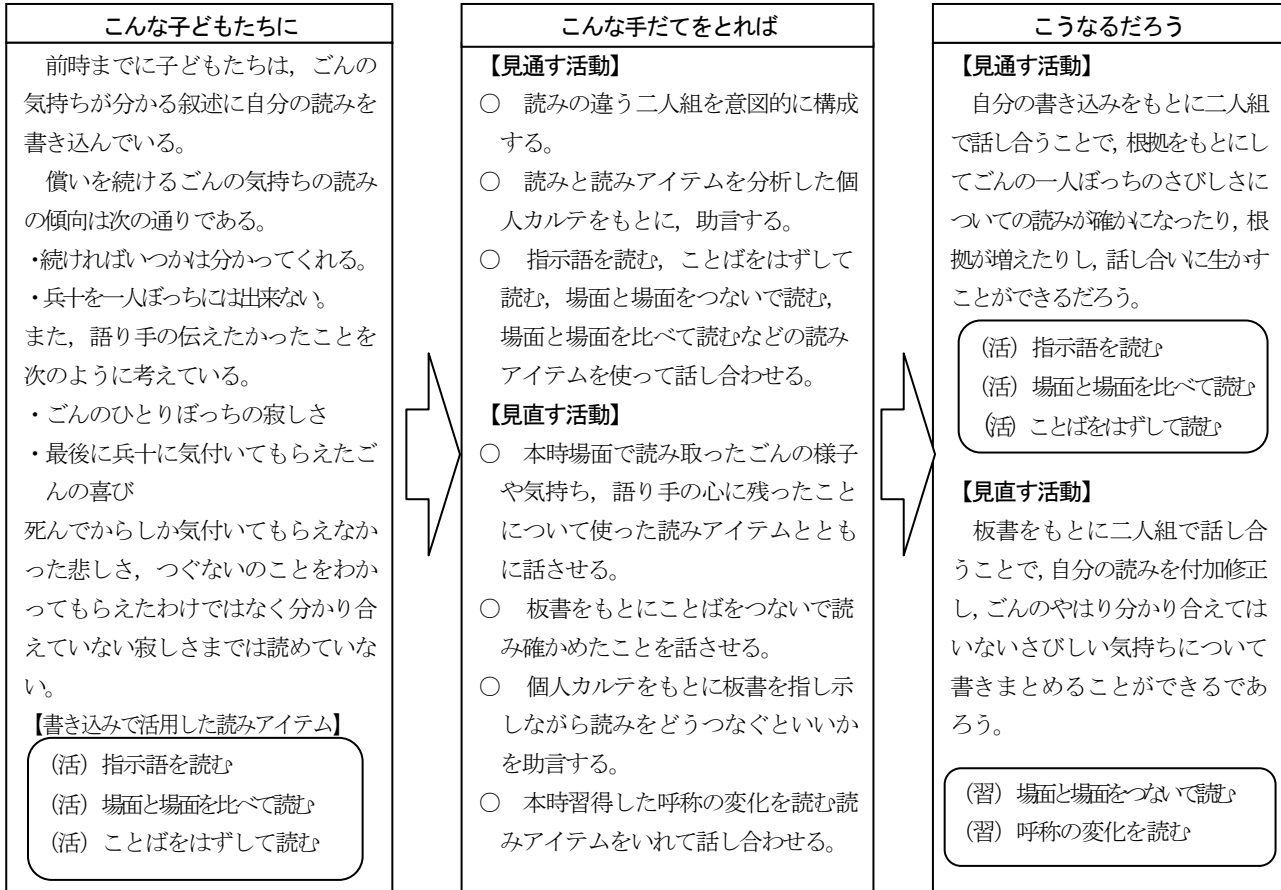 こんな子どもたちに
前時までに子どもたちは，ごんの
気持ちが分かる叙述に自分の読みを
書き込んでいる。
償いを続けるごんの気持ちの読み
の傾向は次の通りである。
・続ければいつかは分かってくれる。
・兵十を一人ぼっちには出来ない。
また，語り手の伝えたかったことを
次のように考えている。
・ごんのひとりぼっちの寂しさ
・最後に兵十に気付いてもらえたご
んの喜び
死んでからしか気付いてもらえなか
った悲しさ，つぐないのことをわか
ってもらえたわけではなく分かり合
えていない寂しさまでは読めていな
い。
【書き込みで活用した読みアイテム】
（活）指示語を読む
（活）場面と場面を比べて読む
（活）ことばをはずして読む
こんな手だてをとれば
【見通す活動】
○　読みの違う二人組を意図的に構成
する。
○　読みと読みアイテムを分析した個
人カルテをもとに，助言する。
○　指示語を読む，ことばをはずして
読む，場面と場面をつないで読む，
場面と場面を比べて読むなどの読み
アイテムを使って話し合わせる。
【見直す活動】
○　本時場面で読み取ったごんの様子
や気持ち，語り手の心に残ったこと
について使った読みアイテムととも
に話させる。
○　板書をもとにことばをつないで読
み確かめたことを話させる。
○　個人カルテをもとに板書を指し示
しながら読みをどうつなぐといいか
を助言する。
○　本時習得した呼称の変化を読む読
みアイテムをいれて話し合わせる。
こうなるだろう
【見通す活動】
自分の書き込みをもとに二人組
で話し合うことで，根拠をもとにし
てごんの一人ぼっちのさびしさに
ついての読みが確かになったり，根
拠が増えたりし，話し合いに生かす
ことができるだろう。
（活）指示語を読む
（活）場面と場面を比べて読む
（活）ことばをはずして読む
【見直す活動】
板書をもとに二人組で話し合
うことで，自分の読みを付加修正
し，ごんのやはり分かり合えては
いないさびしい気持ちについて
書きまとめることができるであ
ろう。
（習）場面と場面をつないで読む
（習）呼称の変化を読む